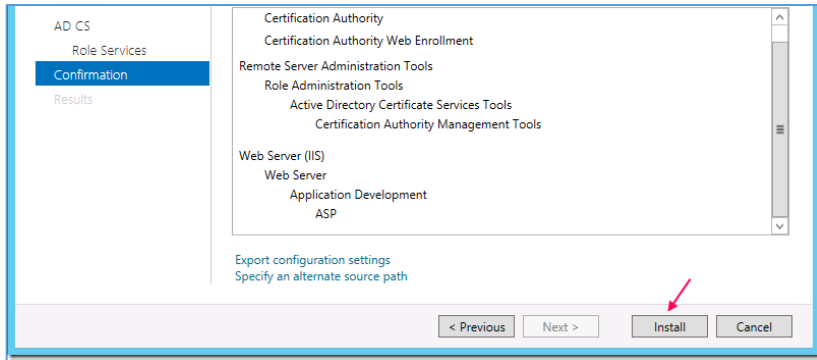 AD CS
Role Services
Confirmation
Results
Certification Authority
Certification Authority Web Enrollment
Remote Server Administration Tools
Role Administration Tools
Active Directory Certificate Services Tools
Certification Authority Management Tools
Web Server (IIS)
Web Server
Application Development
ASP
Export configuration settings
Specify an alternate source path
< Previous
Next >
Install
Cancel